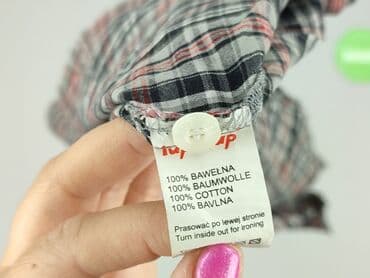 100% BAWEŁNA
100% BAUMWOLLE
100% COTTON
100% BAVLNA
Prasować po lewej stronie
Turn inside out for ironing